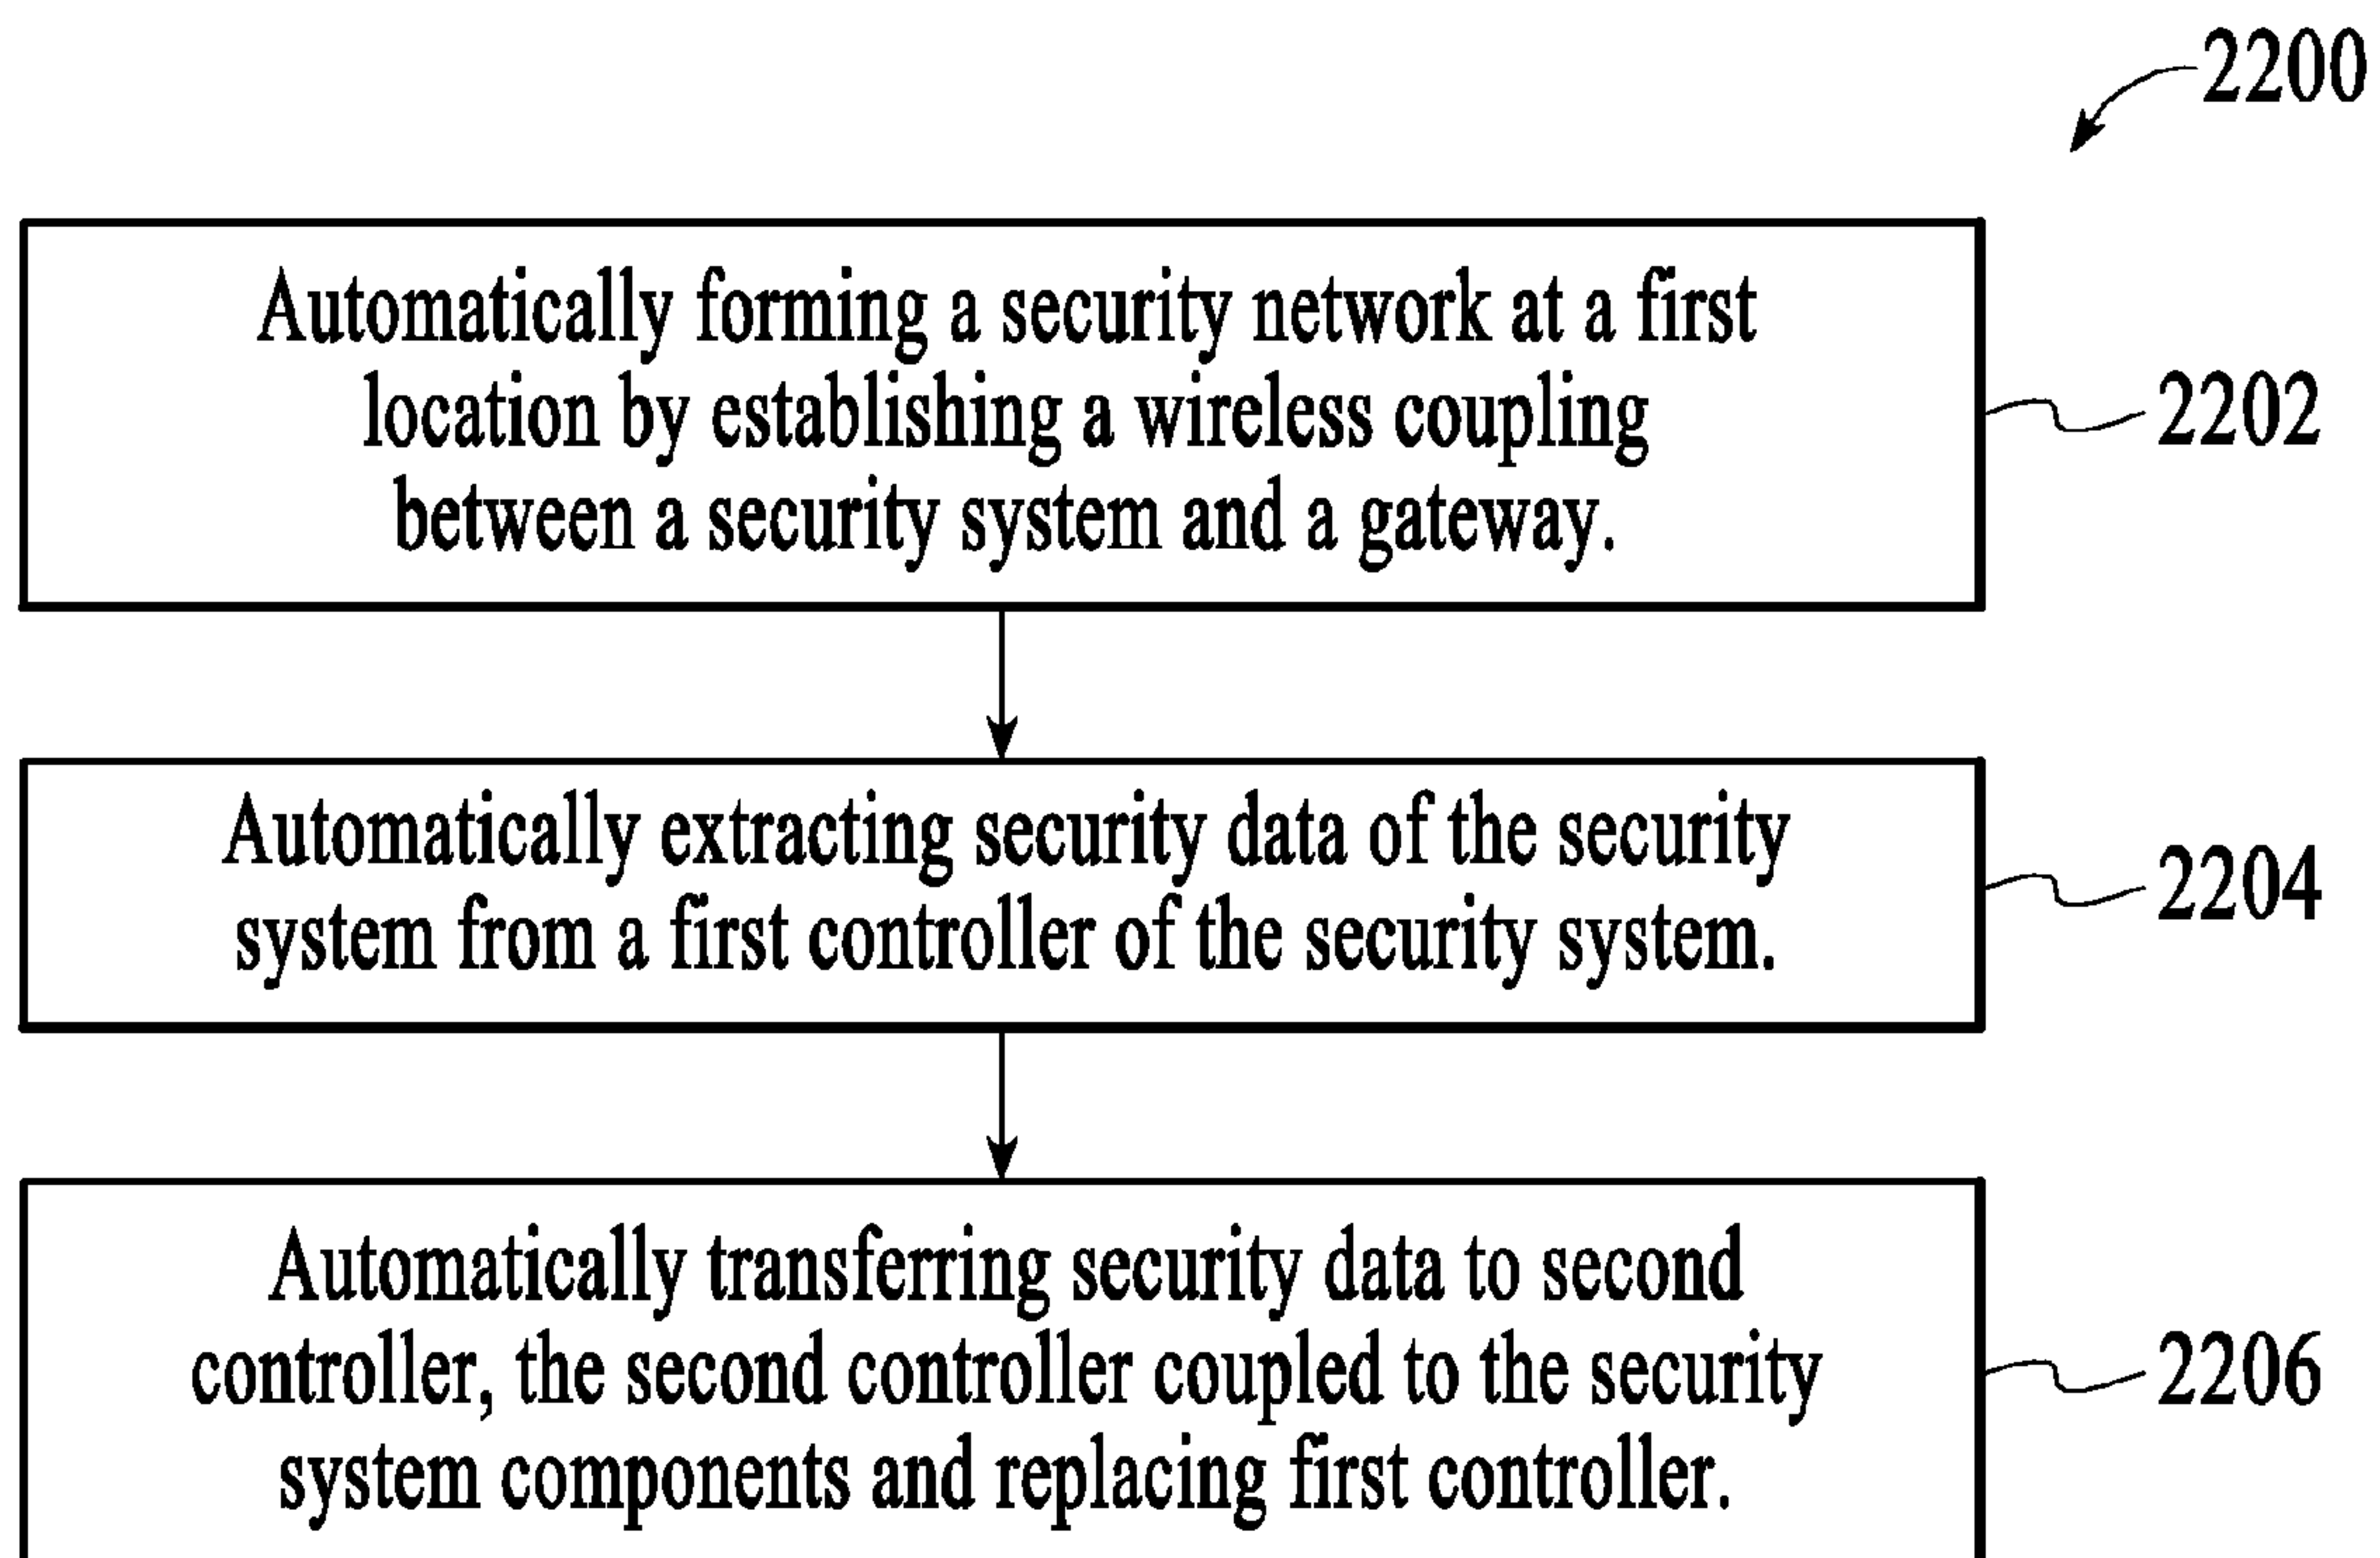 2200
Automatically forming a security network at a first
location by establishing a wireless coupling
between a security system and a gateway.
2202
Automatically extracting security data of the security
system from a first controller of the security system.
2204
Automatically transferring security data to second
controller, the second controller coupled to the security
system components and replacing first controller.
2206